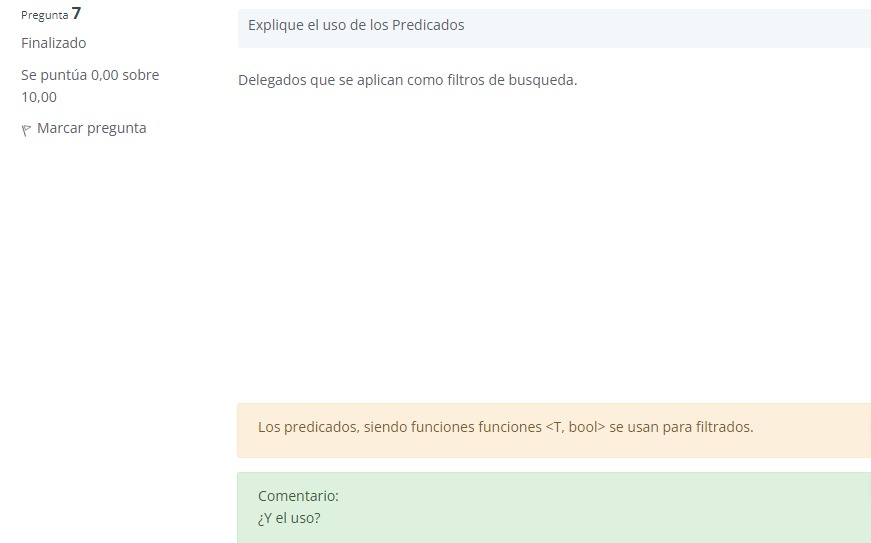 Pregunta 7
Finalizado
Se puntúa 0,00 sobre
10,00
Marcar pregunta
Explique el uso de los Predicados
Delegados que se aplican como filtros de busqueda.
Los predicados, siendo funciones funciones <T, bool> se usan para filtrados.
Comentario:
¿Y el uso?